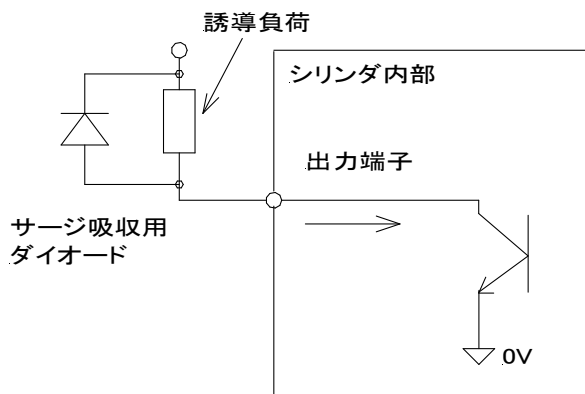 誘導負荷
シリンダ内部
出力端子
サージ吸収用
ダイオード
0V